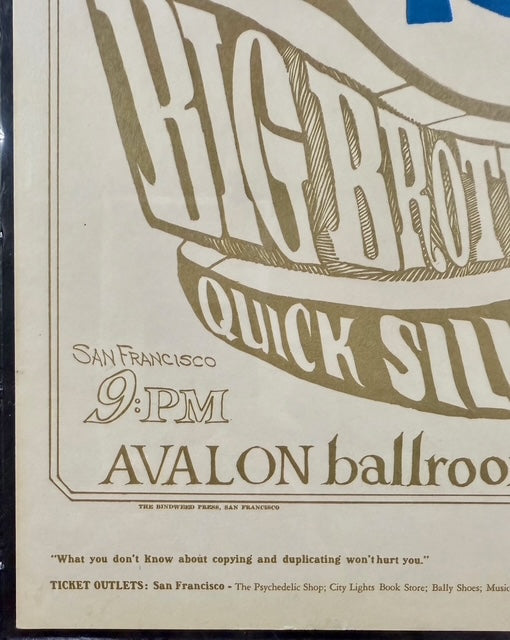 BIG BROT
QUICK SIL
SAN FRANCISCO
9:PM
AVALON ballroo
THE BINDWEED PRESS, SAN FRANCISCO
"What you don't know about copying and duplicating won't hurt you."
TICKET OUTLETS: San Francisco - The Psychedelic Shop; City Lights Book Store; Bally Shoes; Music